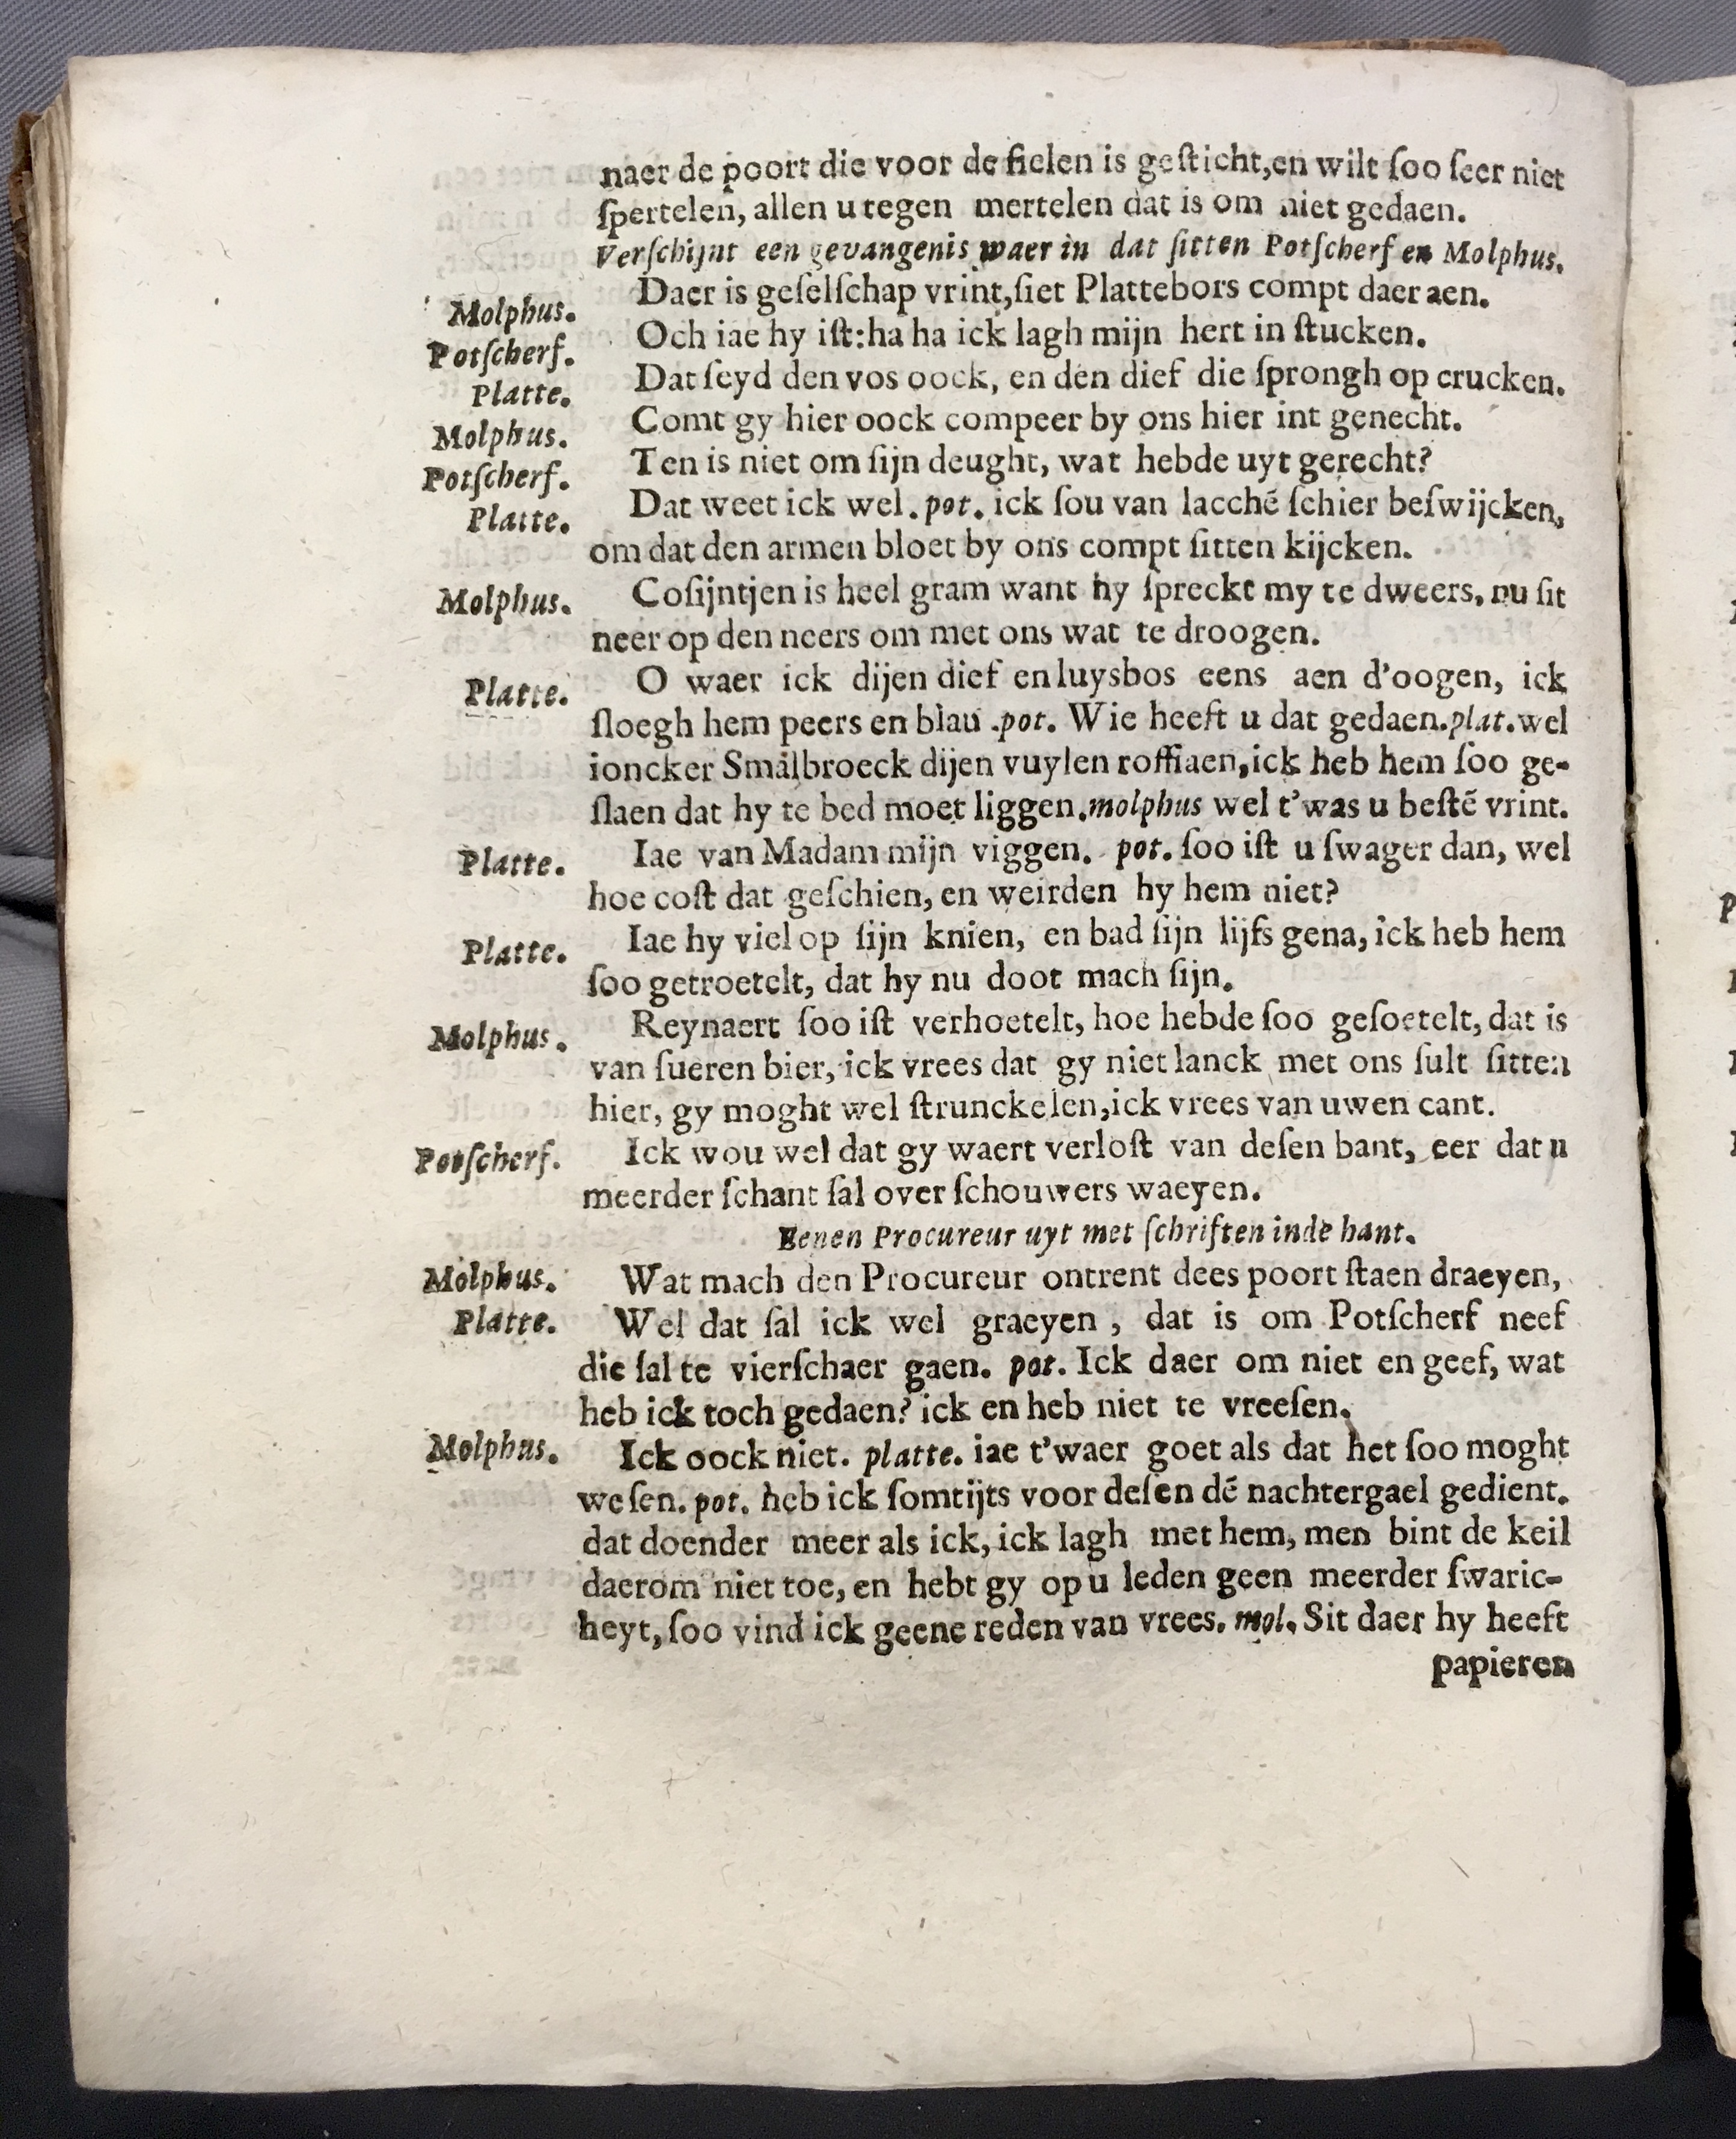 naer de poort die voor de fielen is geſticht,en wilt ſoo ſeer niet
ſpertelen, allen u tegen mertelen dat is om niet gedaen.
Verſchijnt een gevangenis waer in dat ſitten Potſcherf en Molphus.
Molphus. Daer is geſelſchap vrint,ſiet Plattebors compt daer aen.
Potſcherf. Och iae hy iſt:ha ha ick lagh mijn hert in ſtucken.
Platte. Dat ſeyd den vos oock, en den dief die ſprongh op crucken.
Molphus. Comt gy hier oock compeer by ons hier int genecht.
Potſcherf. Ten is niet om ſijn deught, wat hebde uyt gerecht?
Platte. Dat weet ick wel. pot. ick ſou van lacchē ſchier beſwijcken,
om dat den armen bloet by ons compt ſitten kijcken.
Molphus. Coſijntjen is heel gram want hy ſpreckt my te dweers, nu ſit
neer op den neers om met ons wat te droogen.
Platte. O waer ick dijen dief en luysbos eens aen d'oogen, ick
ſloegh hem peers en blau .pot. Wie heeft u dat gedaen.plat.wel
ioncker Smalbroeck dijen vuylen roffiaen,ick heb hem ſoo ge-
ſlaen dat hy te bed moet liggen.molphus wel t'was u beſtē vrint.
Platte. Iae van Madam mijn viggen. pot. ſoo iſt u ſwager dan, wel
hoe coſt dat geſchien, en weirden hy hem niet?
Platte. Iae hy viel op ſijn knien, en bad ſijn lijfs gena, ick heb hem
ſoo getroetelt, dat hy nu doot mach ſijn.
Molphus. Reynaert ſoo iſt verhoetelt, hoe hebde ſoo geſoetelt, dat is
van ſueren bier, ick vrees dat gy niet lanck met ons ſult ſitten
hier, gy moght wel ſtrunckelen,ick vrees van uwen cant.
Potſcherf. Ick wou wel dat gy waert verloſt van deſen bant, eer dat u
meerder ſchant ſal over ſchouwers waeyen.
Eenen Procureur uyt met ſchriften inde hant.
Molphus. Wat mach den Procureur ontrent dees poort ſtaen draeyen,
Platte. Wel dat ſal ick wel graeyen , dat is om Potſcherf neef
die ſal te vierſchaer gaen. pot. Ick daer om niet en geef, wat
heb ick toch gedaen? ick en heb niet te vreeſen.
Molphus. Ick oock niet. platte. iae t'waer goet als dat het ſoo moght
weſen. pot. heb ick ſomtijts voor deſen dē nachtergael gedient.
dat doender meer als ick, ick lagh met hem, men bint de keil
daerom niet toe, en hebt gy op u leden geen meerder ſwaric-
heyt, ſoo vind ick geene reden van vrees. mol. Sit daer hy heeft
papieren